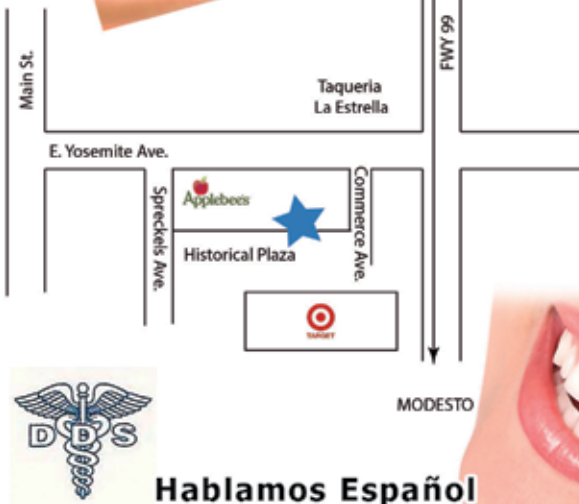 Main St.
FWY 99
Taqueria
La Estrella
E. Yosemite Ave.
Applebee's
Spreckels Ave.
Commerce Ave.
Historical Plaza
TARGET
MODESTO
DDS
Hablamos Español